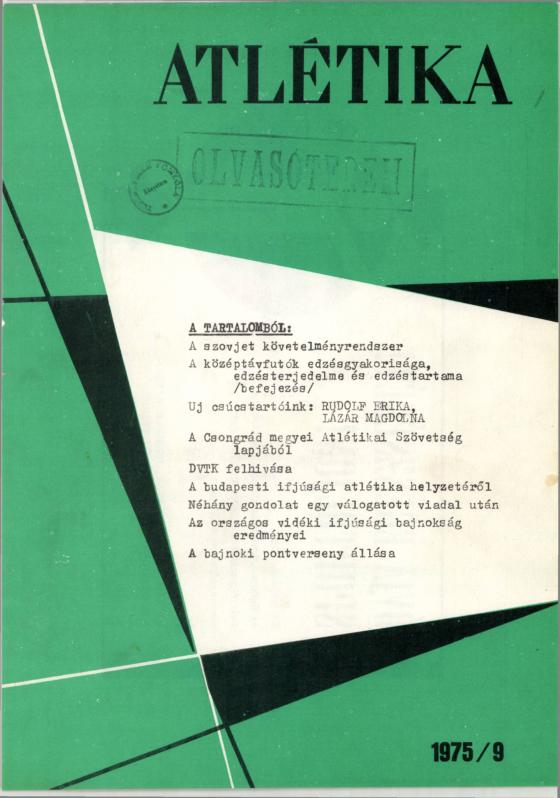 ATLÉTIKA
OLVASÓTEREM
A TARTALOMBÓL:
A szovjet követelményrendszer
A középtávfutók edzésgyakorisága,
edzésterjedelme és edzéstartama
/befejezés/
Uj csúcstartóink: RUDOLF ERIKA,
LÁZÁR MAGDOLNA
A Csongrád megyei Atlétikai Szövetség
lapjából
DVTK felhivása
A budapesti ifjúsági atlétika helyzetéről
Néhány gondolat egy válogatott viadal után
Az országos vidéki ifjúsági bajnokság
eredményei
A bajnoki pontverseny állása
1975/9